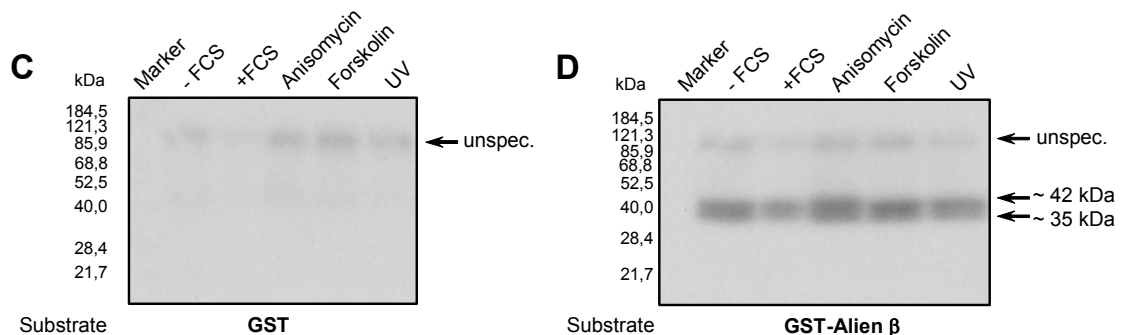 C
kDa
Marker
- FCS
+FCS
Anisomycin
Forskolin
UV
184,5
121,3
85,9
68,8
52,5
40,0
28,4
21,7
unspec.
Substrate GST
D
kDa
Marker
- FCS
+FCS
Anisomycin
Forskolin
UV
184,5
121,3
85,9
68,8
52,5
40,0
28,4
21,7
unspec.
~ 42 kDa
~ 35 kDa
Substrate GST-Alien β